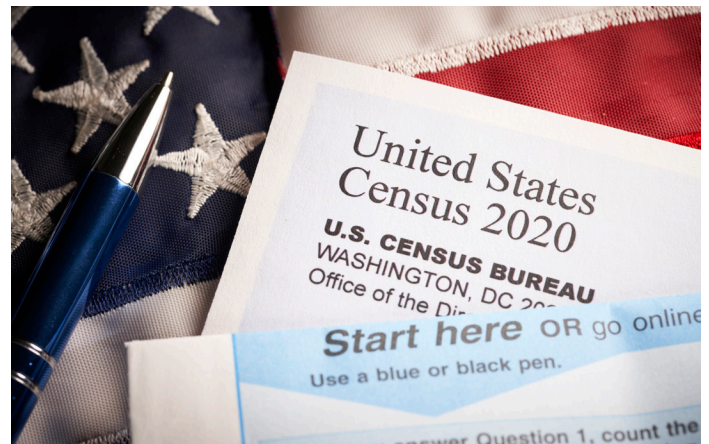 United States
Census 2020
U.S. CENSUS BUREAU
WASHINGTON, DC
Office of the
Start here OR go online
Use a blue or black pen.
answer Question 1, count the